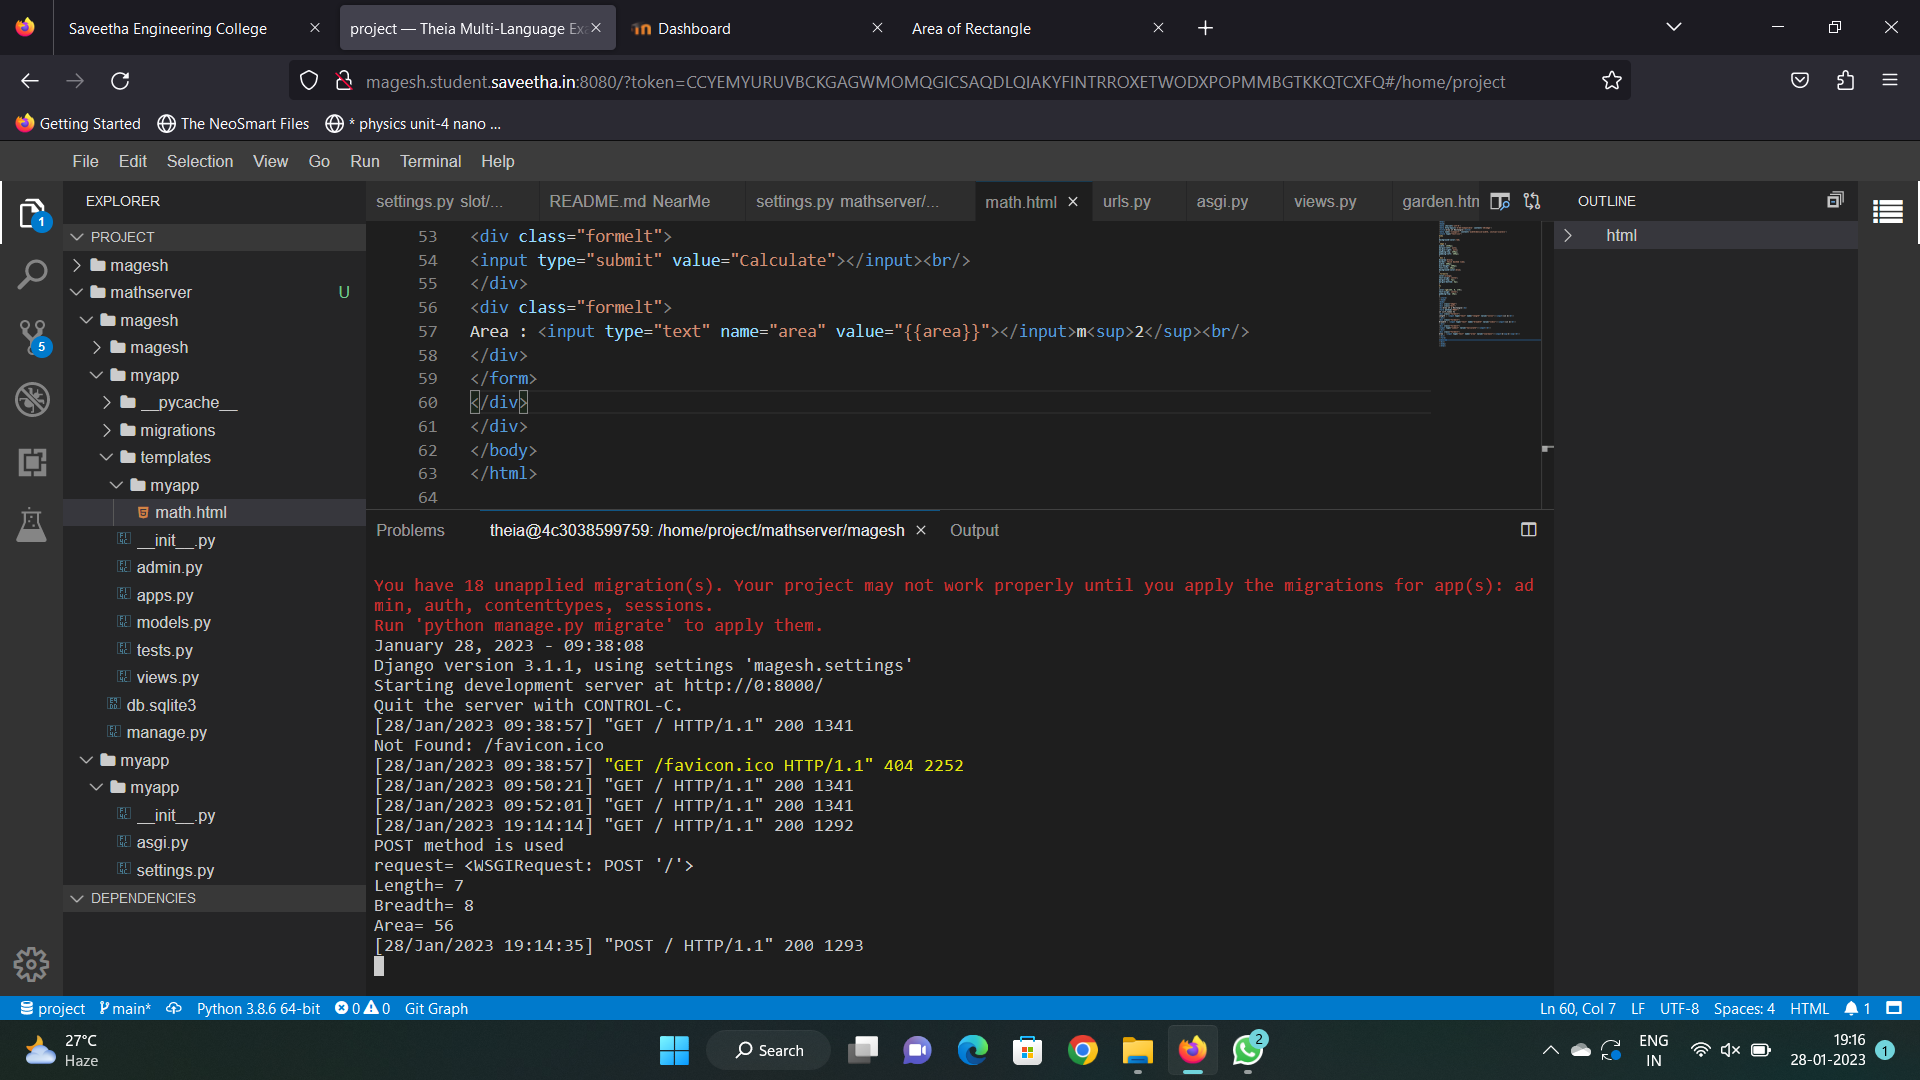 Saveetha Engineering College
project — Theia Multi-Language Ex
Dashboard
Area of Rectangle
magesh.student.saveetha.in:8080/?token=CCYEMYURUVBCKGAGWMOMQGICSAQDLQIAKYFINTRROXETWODXPOPMMBGTKKQTCXFQ#/home/project
Getting Started
The NeoSmart Files
* physics unit-4 nano ...
File Edit Selection View Go Run Terminal Help
EXPLORER
settings.py slot/...
README.md NearMe
settings.py mathserver/...
math.html
urls.py
asgi.py
views.py
garden.htm
OUTLINE
html
1
5
PROJECT
magesh
mathserver U
magesh
magesh
myapp
__pycache__
migrations
templates
myapp
math.html
__init__.py
admin.py
apps.py
models.py
tests.py
views.py
db.sqlite3
manage.py
myapp
myapp
__init__.py
asgi.py
settings.py
DEPENDENCIES
53 <div class="formelt">
54 <input type="submit" value="Calculate"></input><br/>
55 </div>
56 <div class="formelt">
57 Area : <input type="text" name="area" value="{{area}}"></input>m<sup>2</sup><br/>
58 </div>
59 </form>
60 </div>
61 </div>
62 </body>
63 </html>
64
Problems
theia@4c3038599759: /home/project/mathserver/magesh
Output
You have 18 unapplied migration(s). Your project may not work properly until you apply the migrations for app(s): ad
min, auth, contenttypes, sessions.
Run 'python manage.py migrate' to apply them.
January 28, 2023 - 09:38:08
Django version 3.1.1, using settings 'magesh.settings'
Starting development server at http://0:8000/
Quit the server with CONTROL-C.
[28/Jan/2023 09:38:57] "GET / HTTP/1.1" 200 1341
Not Found: /favicon.ico
[28/Jan/2023 09:38:57] "GET /favicon.ico HTTP/1.1" 404 2252
[28/Jan/2023 09:50:21] "GET / HTTP/1.1" 200 1341
[28/Jan/2023 09:52:01] "GET / HTTP/1.1" 200 1341
[28/Jan/2023 19:14:14] "GET / HTTP/1.1" 200 1292
POST method is used
request= <WSGIRequest: POST '/'>
Length= 7
Breadth= 8
Area= 56
[28/Jan/2023 19:14:35] "POST / HTTP/1.1" 200 1293
project main* Python 3.8.6 64-bit 0 0 Git Graph
Ln 60, Col 7 LF UTF-8 Spaces: 4 HTML 1
27°C
Haze
Search
2
ENG
IN
19:16
28-01-2023
1